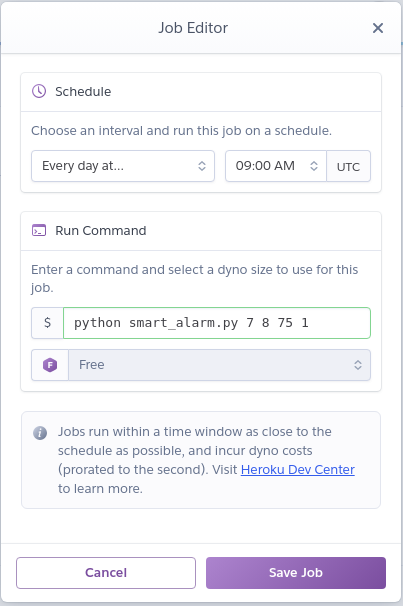 Job Editor
Schedule
Choose an interval and run this job on a schedule.
Every day at... 09:00 AM UTC
Run Command
Enter a command and select a dyno size to use for this
job.
$ python smart_alarm.py 7 8 75 1
F Free
i Jobs run within a time window as close to the
schedule as possible, and incur dyno costs
(prorated to the second). Visit Heroku Dev Center
to learn more.
Cancel Save Job